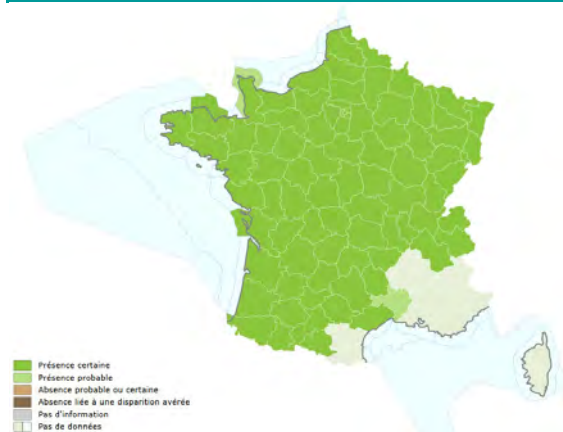 Présence certaine
Présence probable
Absence probable ou certaine
Absence liée à une disparition avérée
Pas d'information
Pas de données